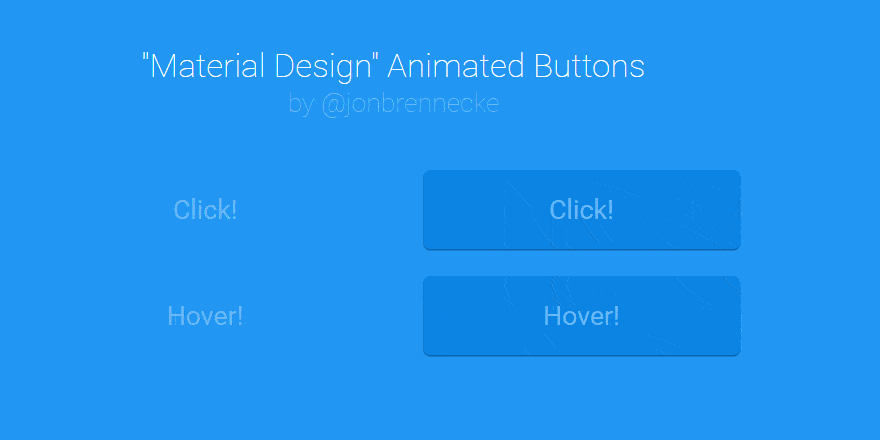 "Material Design" Animated Buttons
by @jonbrennecke
Click! Click!
Hover! Hover!